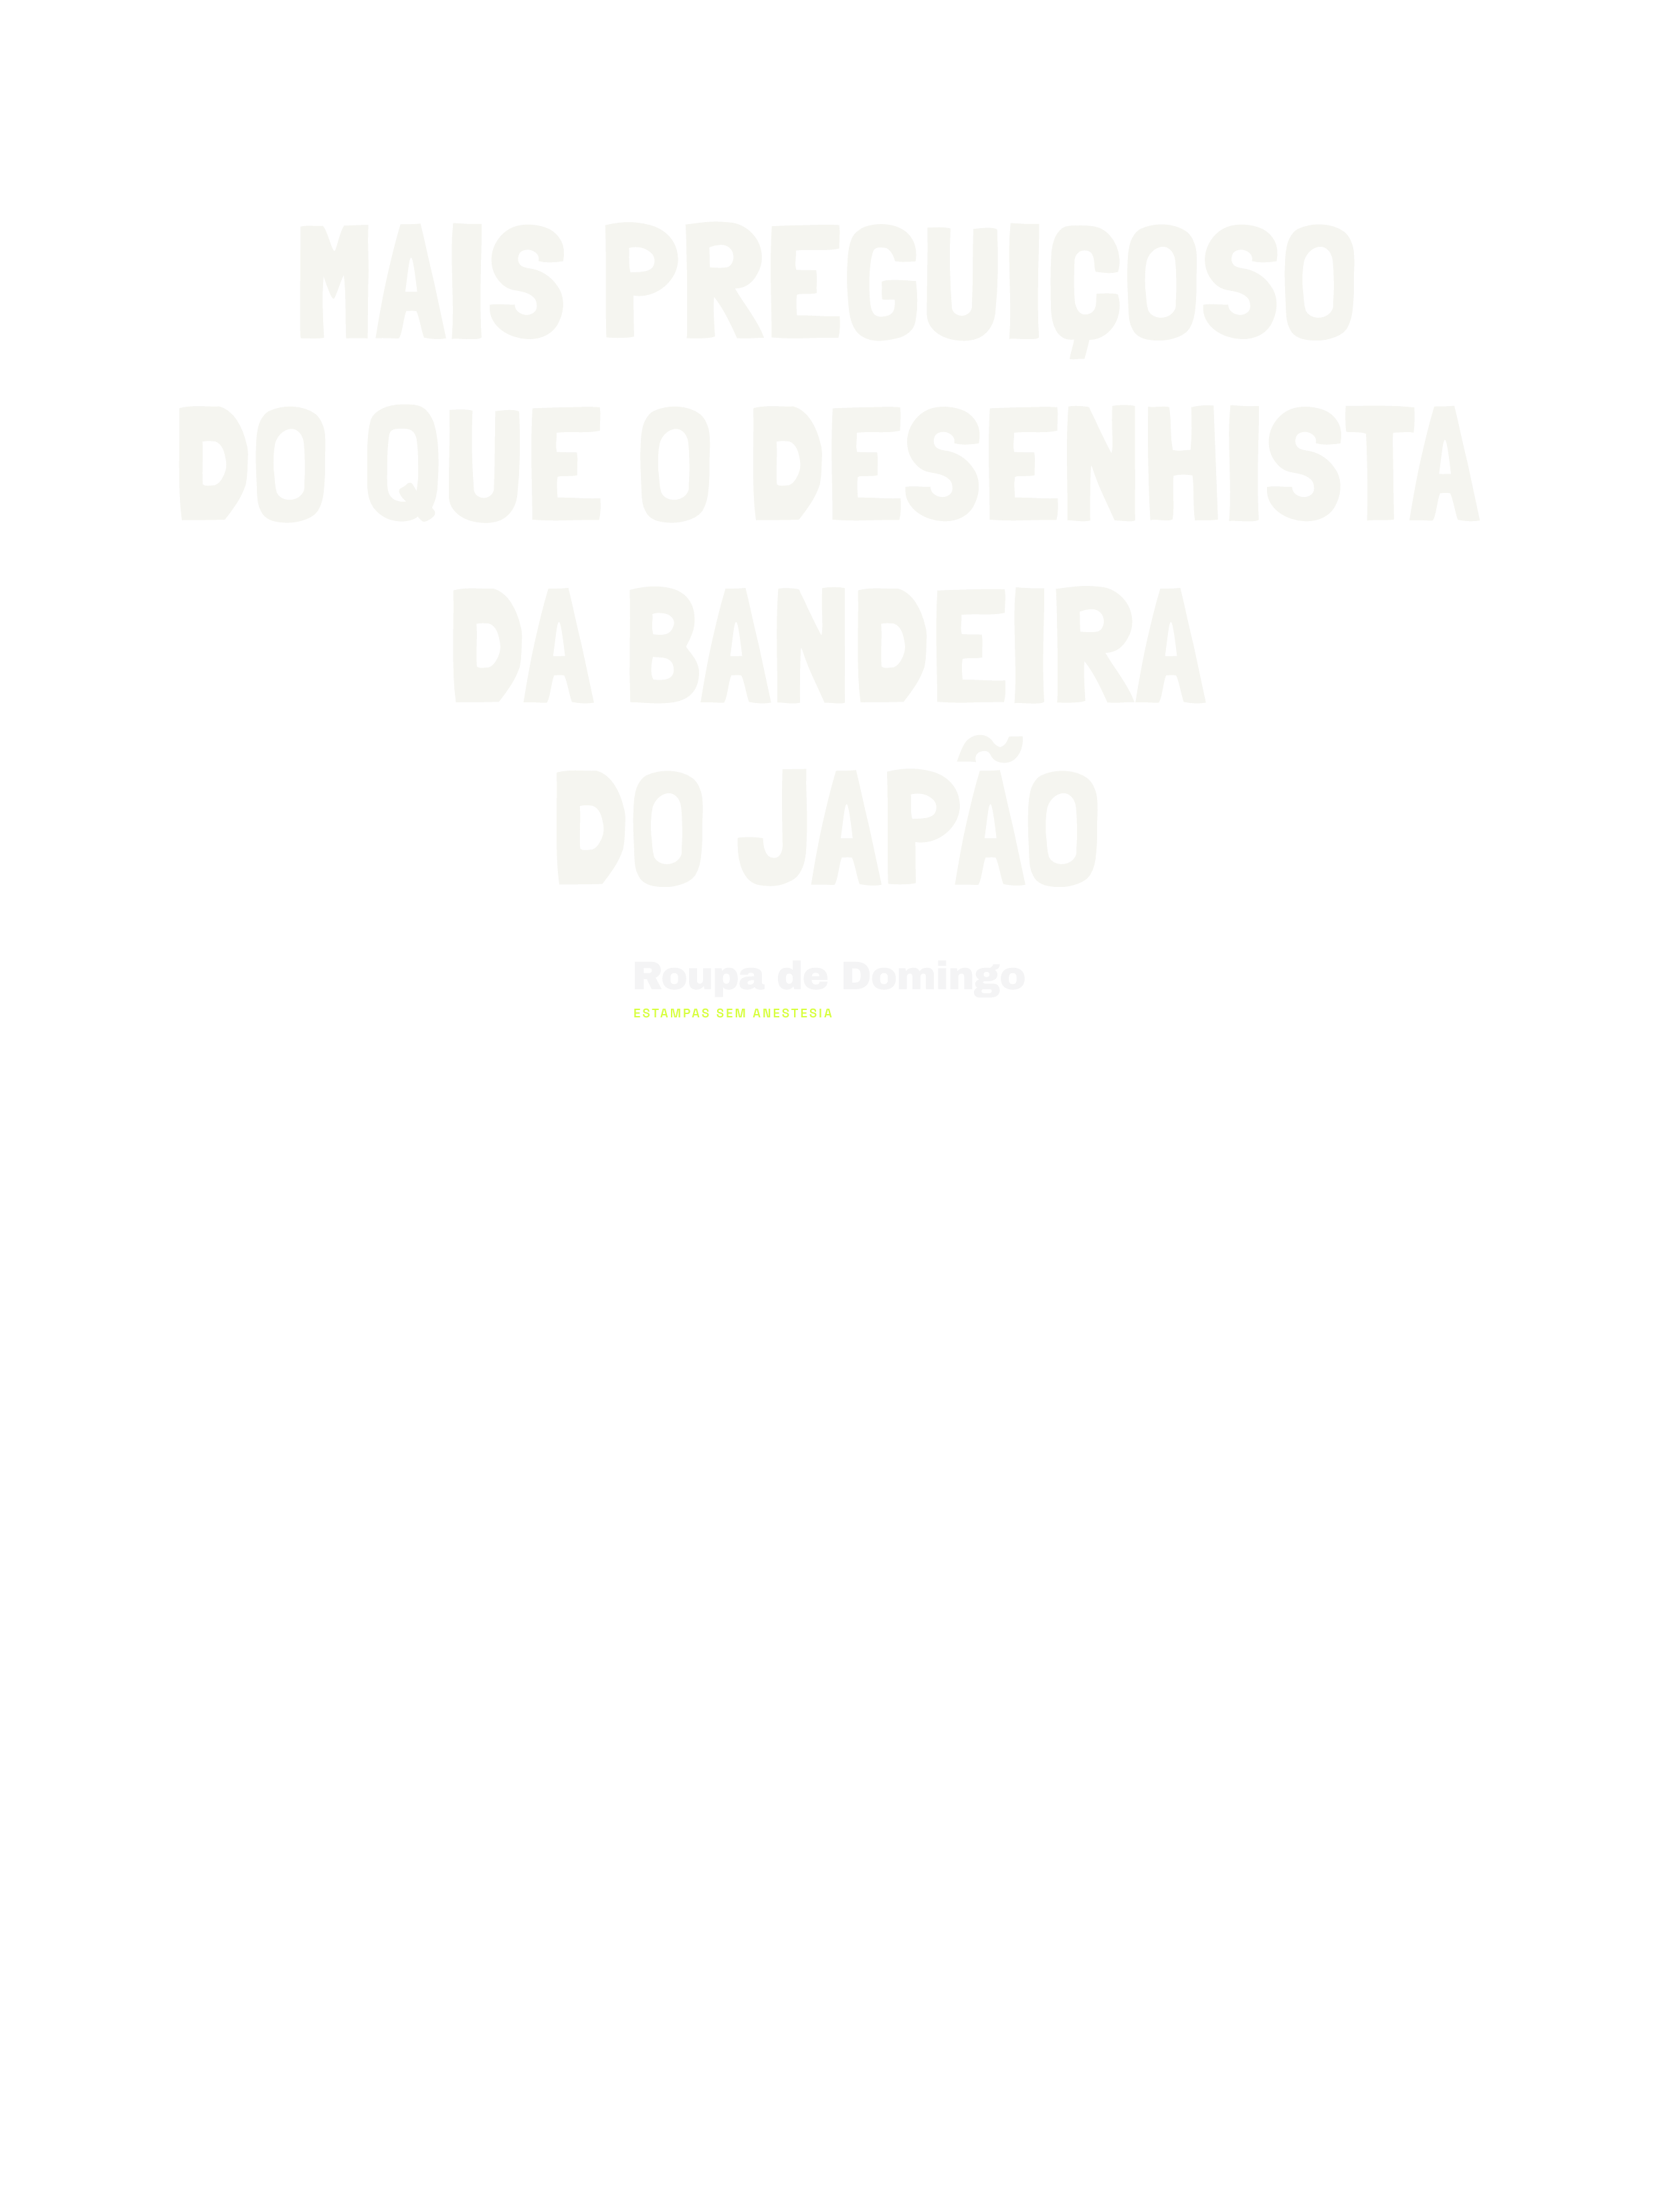 MAIS PREGUIÇOSO
DO QUE O DESENHISTA
DA BANDEIRA
DO JAPÃO
Roupa de Domingo
ESTAMPAS SEM ANESTESIA